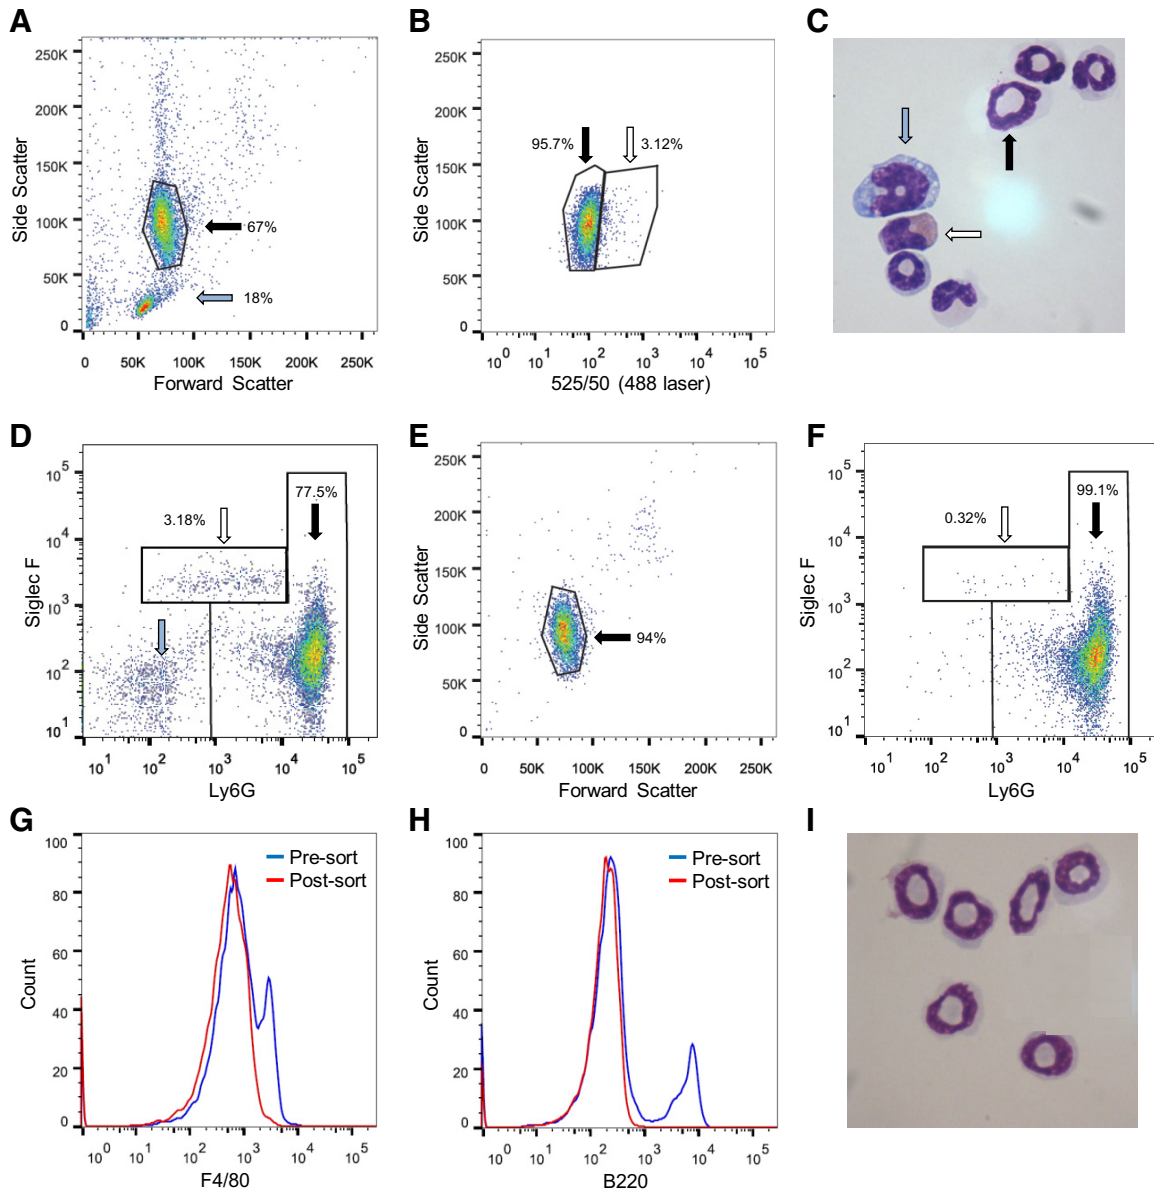 A
250K
200K
150K
100K
50K
0
Side Scatter
67%
18%
0 50K 100K 150K 200K 250K
Forward Scatter
B
250K
200K
150K
100K
50K
0
Side Scatter
95.7%
3.12%
10^0 10^1 10^2 10^3 10^4 10^5
525/50 (488 laser)
C
D
10^5
10^4
10^3
10^2
10^1
Siglec F
3.18%
77.5%
10^1 10^2 10^3 10^4 10^5
Ly6G
E
250K
200K
150K
100K
50K
0
Side Scatter
94%
0 50K 100K 150K 200K 250K
Forward Scatter
F
10^5
10^4
10^3
10^2
10^1
Siglec F
0.32%
99.1%
10^1 10^2 10^3 10^4 10^5
Ly6G
G
100
80
60
40
20
0
Count
Pre-sort
Post-sort
10^0 10^1 10^2 10^3 10^4 10^5
F4/80
H
100
80
60
40
20
0
Count
Pre-sort
Post-sort
10^0 10^1 10^2 10^3 10^4 10^5
B220
I